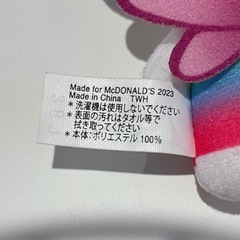 Made for McDONALD'S 2023
Made in China TWH
＊洗濯機は使用しないでください
＊表面の汚れはタオル等で
拭き取ってください
＊本体：ポリエステル 100%